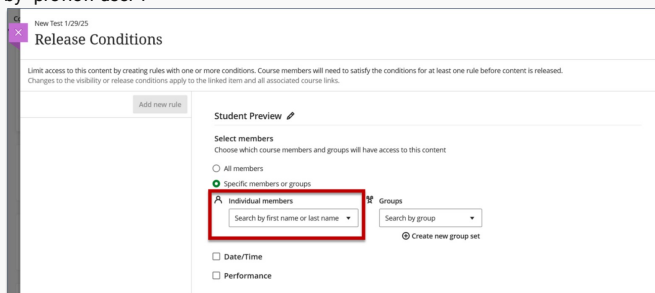 New Test 1/29/25
Release Conditions
Limit access to this content by creating rules with one or more conditions. Course members will need to satisfy the conditions for at least one rule before content is released.
Changes to the visibility or release conditions apply to the linked item and all associated course links.
Add new rule
Student Preview
Select members
Choose which course members and groups will have access to this content
All members
Specific members or groups
Individual members
Groups
Search by first name or last name
Search by group
Create new group set
Date/Time
Performance